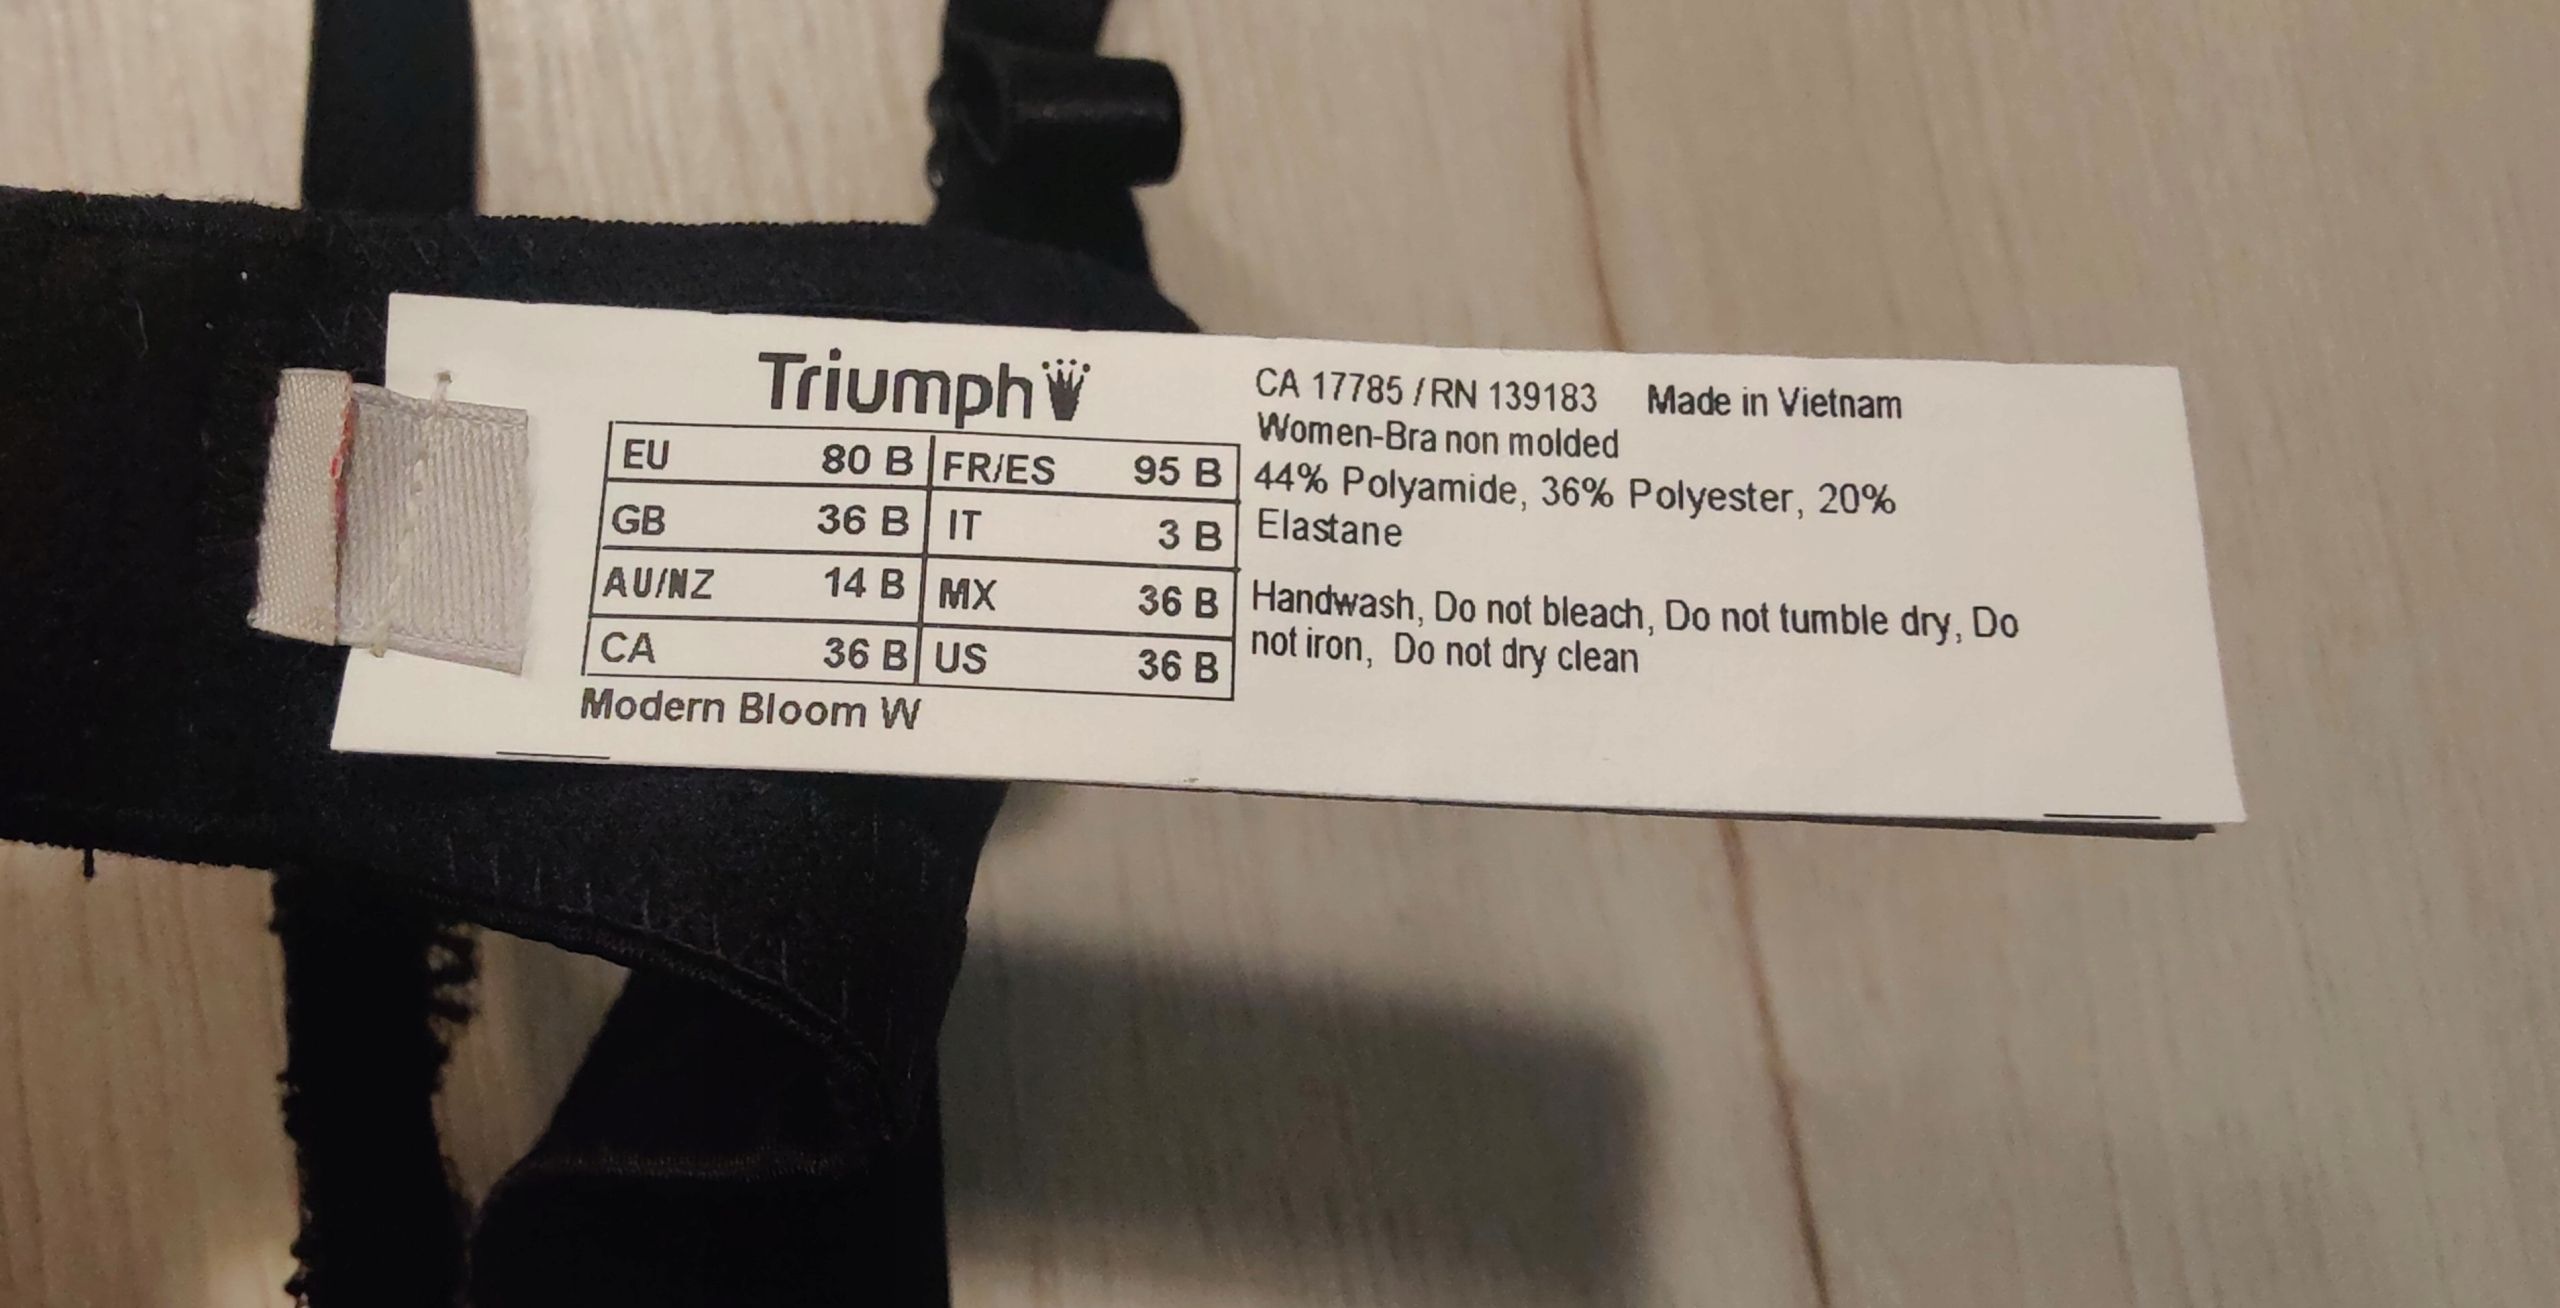 Triumph
EU 80 B FR/ES 95 B
GB 36 B IT 3 B
AU/NZ 14 B MX 36 B
CA 36 B US 36 B
Modern Bloom W
CA 17785 / RN 139183 Made in Vietnam
Women-Bra non molded
44% Polyamide, 36% Polyester, 20%
Elastane
Handwash, Do not bleach, Do not tumble dry, Do
not iron, Do not dry clean